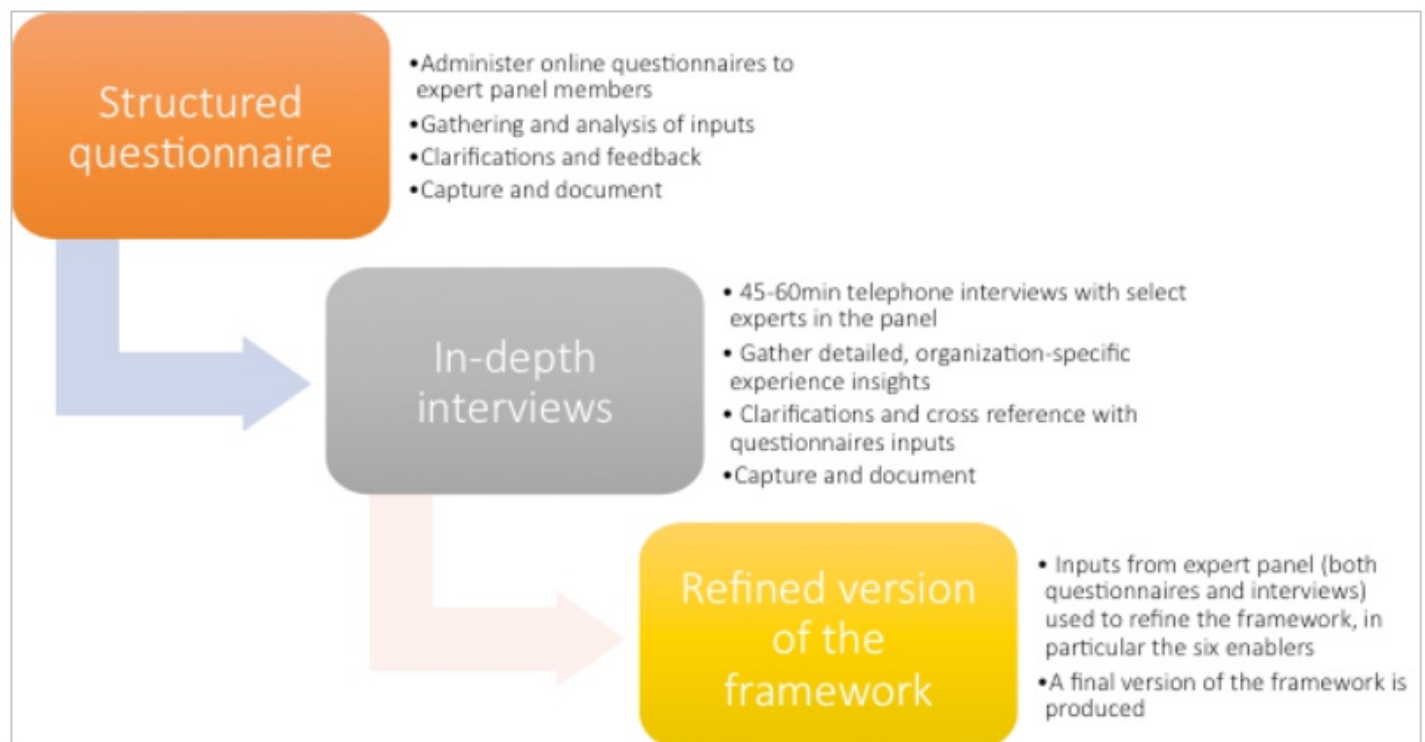 Structured
questionnaire
•Administer online questionnaires to
expert panel members
•Gathering and analysis of inputs
•Clarifications and feedback
•Capture and document
In-depth
interviews
• 45-60min telephone interviews with select
experts in the panel
• Gather detailed, organization-specific
experience insights
• Clarifications and cross reference with
questionnaires inputs
•Capture and document
Refined version
of the
framework
• Inputs from expert panel (both
questionnaires and interviews)
used to refine the framework, in
particular the six enablers
•A final version of the framework is
produced